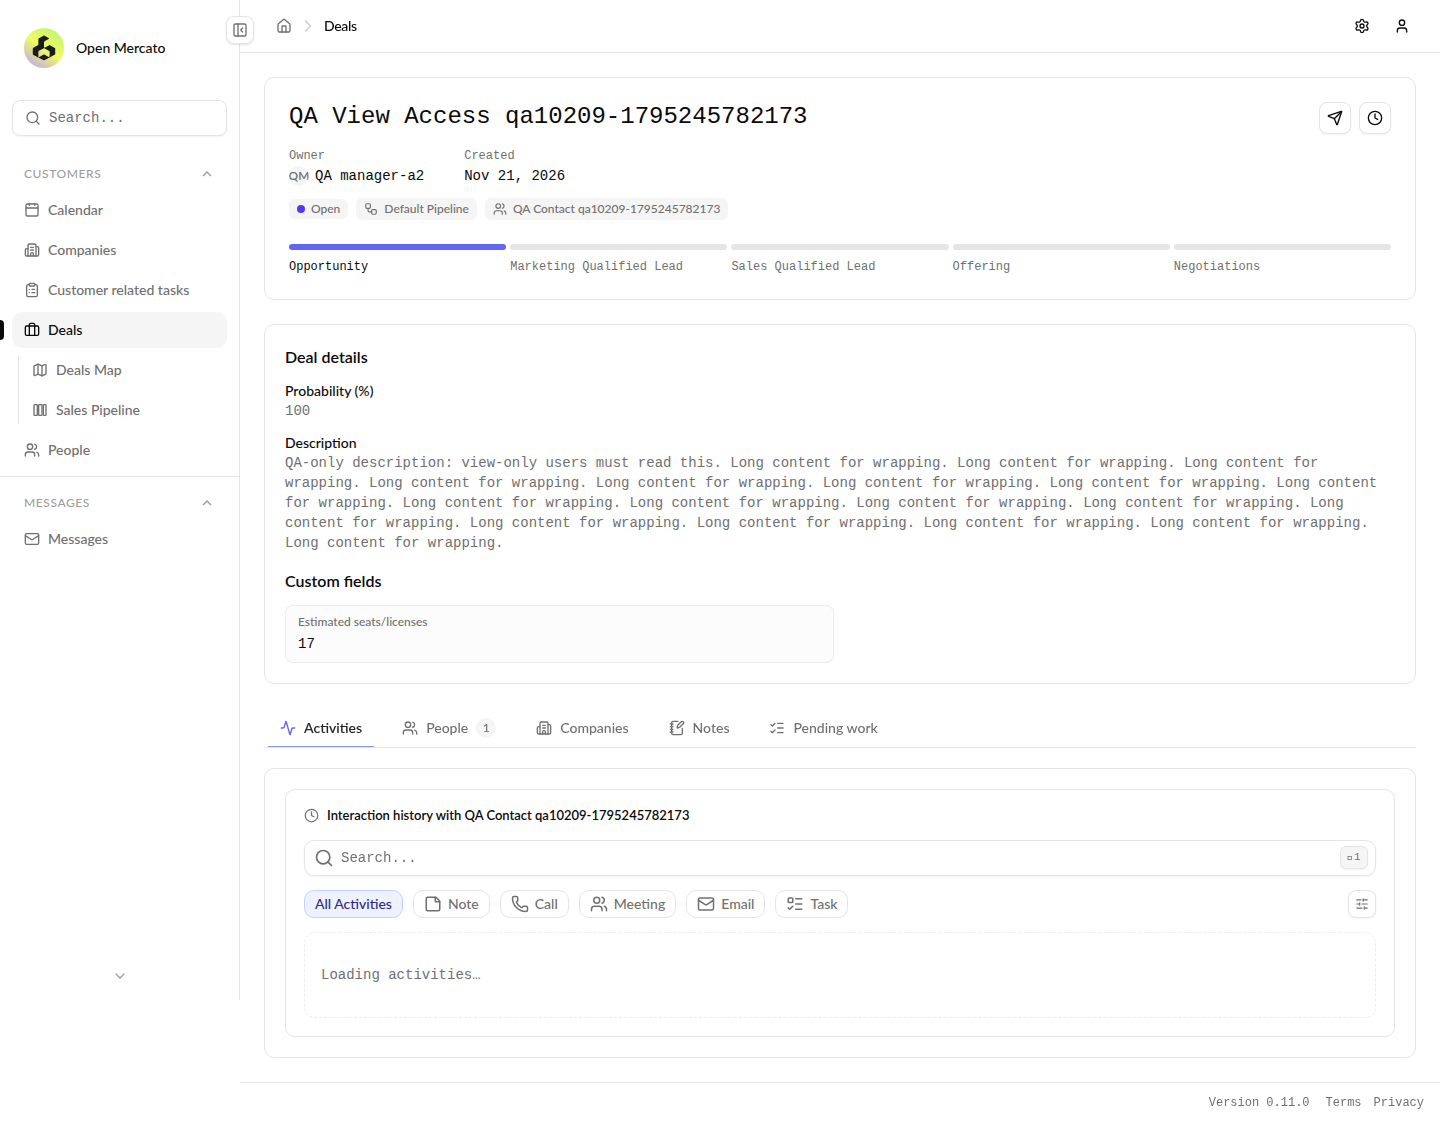 Open Mercato
Search...
CUSTOMERS
Calendar
Companies
Customer related tasks
Deals
Deals Map
Sales Pipeline
People
MESSAGES
Messages
Deals
QA View Access qa10209-1795245782173
Owner
Created
QM QA manager-a2
Nov 21, 2026
Open
Default Pipeline
QA Contact qa10209-1795245782173
Opportunity
Marketing Qualified Lead
Sales Qualified Lead
Offering
Negotiations
Deal details
Probability (%)
100
Description
QA-only description: view-only users must read this. Long content for wrapping. Long content for wrapping. Long content for
wrapping. Long content for wrapping. Long content for wrapping. Long content for wrapping. Long content for wrapping. Long content
for wrapping. Long content for wrapping. Long content for wrapping. Long content for wrapping. Long content for wrapping. Long
content for wrapping. Long content for wrapping. Long content for wrapping. Long content for wrapping. Long content for wrapping.
Long content for wrapping.
Custom fields
Estimated seats/licenses
17
Activities
People 1
Companies
Notes
Pending work
Interaction history with QA Contact qa10209-1795245782173
Search...
1
All Activities
Note
Call
Meeting
Email
Task
Loading activities…
Version 0.11.0
Terms
Privacy